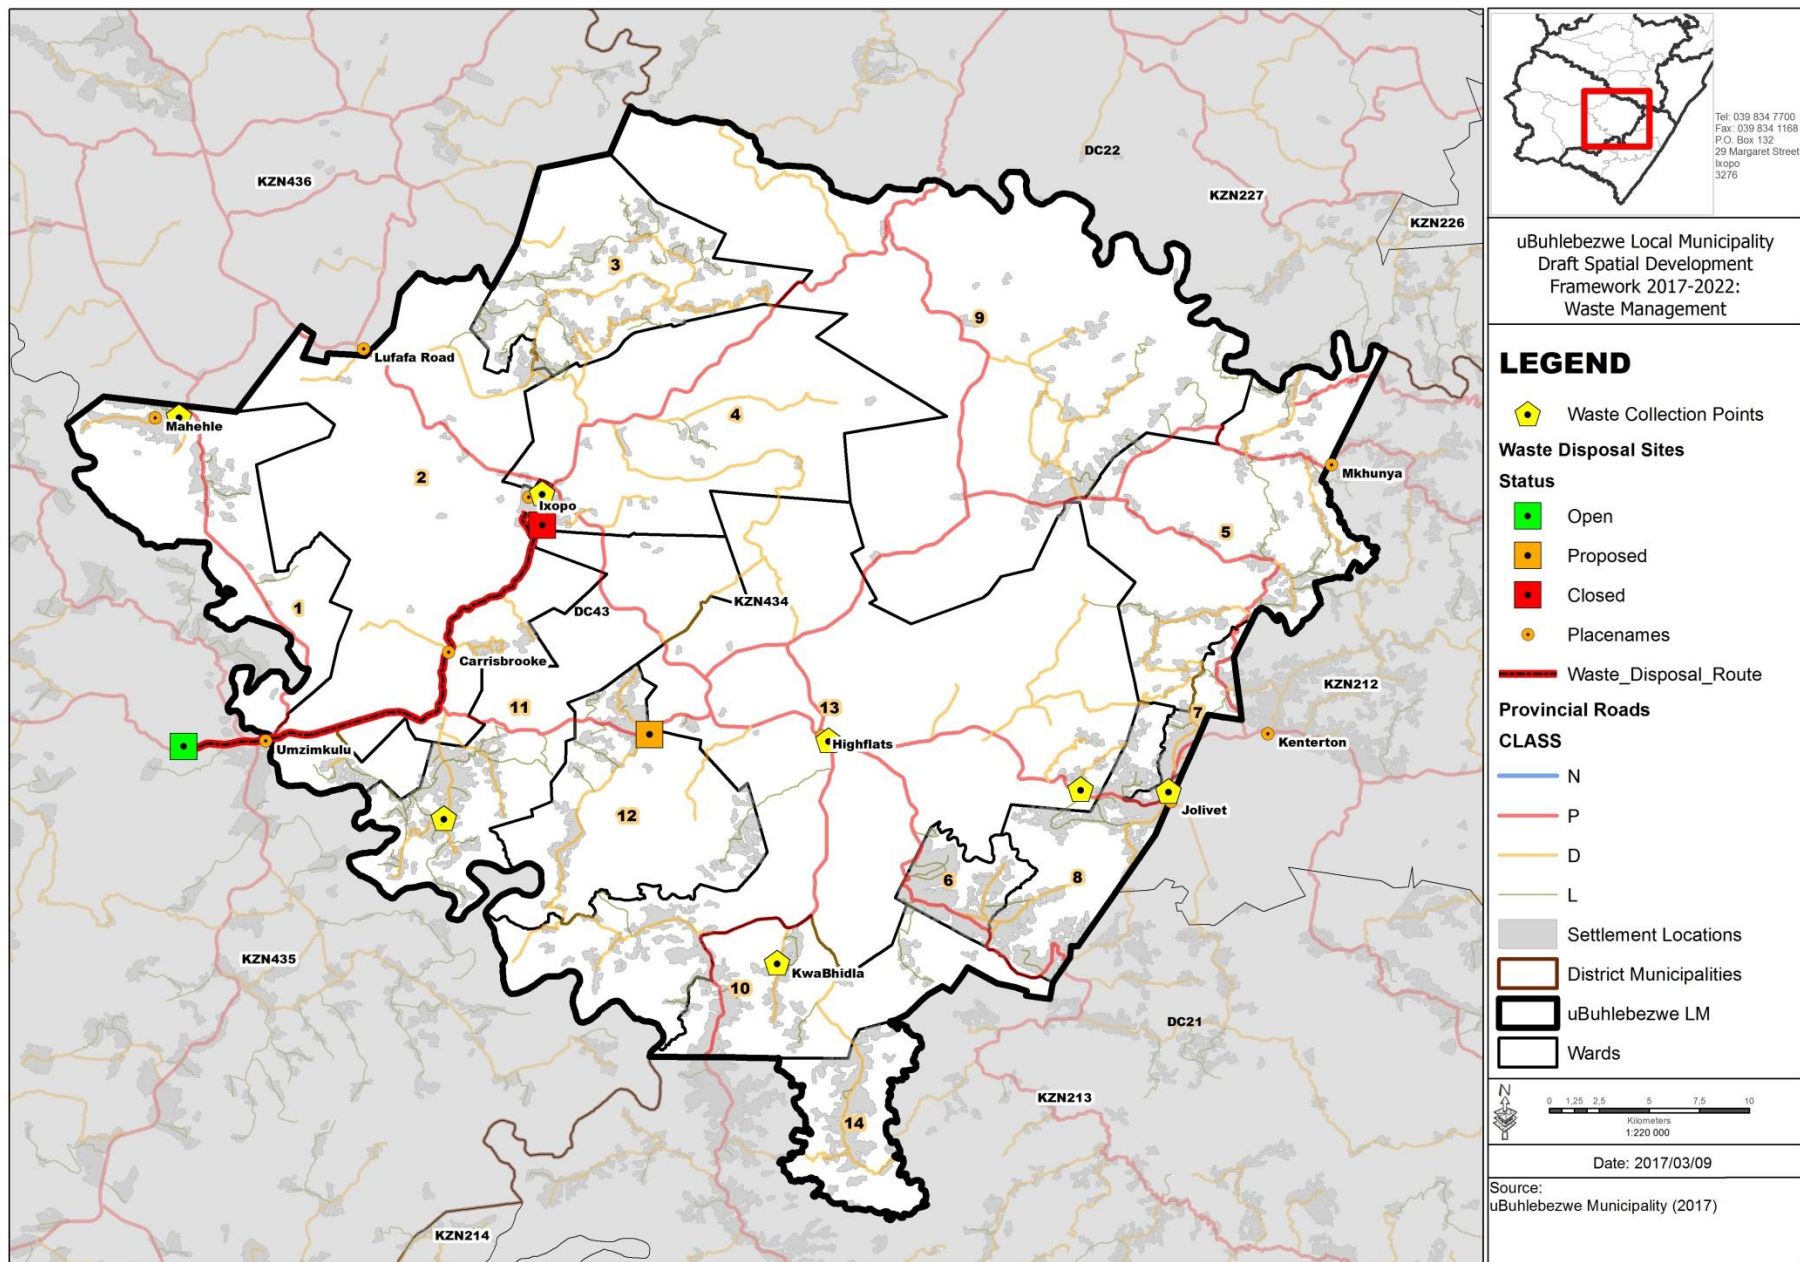 KZN436
DC22
KZN227
KZN226
3
9
Lufafa Road
Mahehle
4
2
Ixopo
Mkhunya
5
1
DC43
KZN434
Carrisbrooke
KZN212
11
13
7
Umzimkulu
Highflats
Kenterton
Jolivet
12
6
8
KZN435
KwaBhidla
10
DC21
KZN213
14
KZN214
Tel: 039 834 7700
Fax: 039 834 1168
P.O. Box 132
29 Margaret Street
Ixopo
3276
uBuhlebezwe Local Municipality
Draft Spatial Development
Framework 2017-2022:
Waste Management
LEGEND
Waste Collection Points
Waste Disposal Sites
Status
Open
Proposed
Closed
Placenames
Waste_Disposal_Route
Provincial Roads
CLASS
N
P
D
L
Settlement Locations
District Municipalities
uBuhlebezwe LM
Wards
N
0 1,25 2,5 5 7,5 10
Kilometers
1:220 000
Date: 2017/03/09
Source:
uBuhlebezwe Municipality (2017)